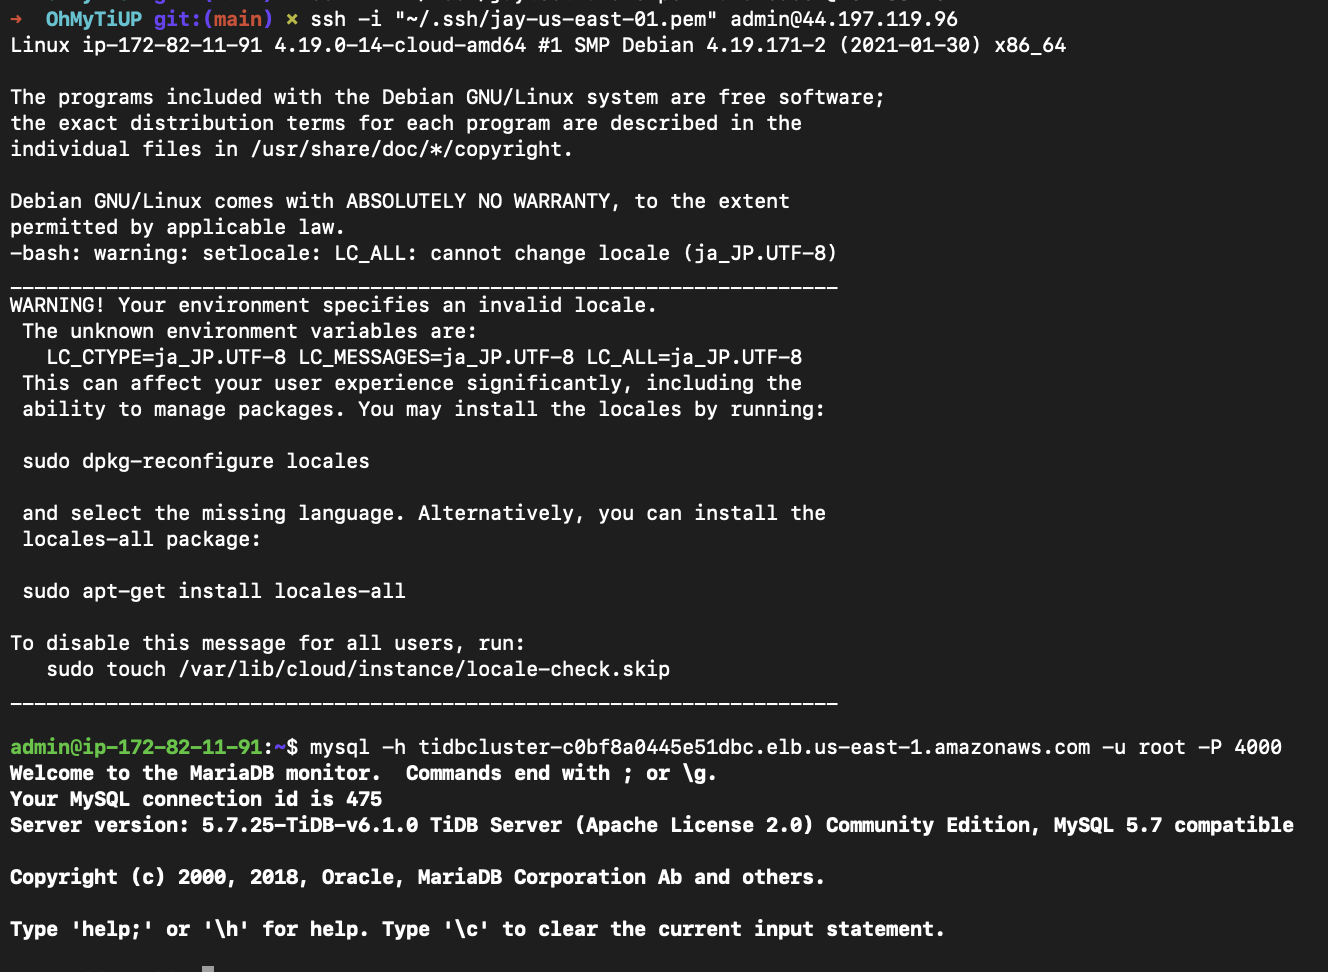 ➜  OhMyTiUP git:(main) ✗ ssh -i "~/.ssh/jay-us-east-01.pem" admin@44.197.119.96
Linux ip-172-82-11-91 4.19.0-14-cloud-amd64 #1 SMP Debian 4.19.171-2 (2021-01-30) x86_64

The programs included with the Debian GNU/Linux system are free software;
the exact distribution terms for each program are described in the
individual files in /usr/share/doc/*/copyright.

Debian GNU/Linux comes with ABSOLUTELY NO WARRANTY, to the extent
permitted by applicable law.
-bash: warning: setlocale: LC_ALL: cannot change locale (ja_JP.UTF-8)
_____________________________________________________________________
WARNING! Your environment specifies an invalid locale.
 The unknown environment variables are:
   LC_CTYPE=ja_JP.UTF-8 LC_MESSAGES=ja_JP.UTF-8 LC_ALL=ja_JP.UTF-8
 This can affect your user experience significantly, including the
 ability to manage packages. You may install the locales by running:

 sudo dpkg-reconfigure locales

 and select the missing language. Alternatively, you can install the
 locales-all package:

 sudo apt-get install locales-all

To disable this message for all users, run:
   sudo touch /var/lib/cloud/instance/locale-check.skip
_____________________________________________________________________

admin@ip-172-82-11-91:~$ mysql -h tidbcluster-c0bf8a0445e51dbc.elb.us-east-1.amazonaws.com -u root -P 4000
Welcome to the MariaDB monitor.  Commands end with ; or \g.
Your MySQL connection id is 475
Server version: 5.7.25-TiDB-v6.1.0 TiDB Server (Apache License 2.0) Community Edition, MySQL 5.7 compatible

Copyright (c) 2000, 2018, Oracle, MariaDB Corporation Ab and others.

Type 'help;' or '\h' for help. Type '\c' to clear the current input statement.